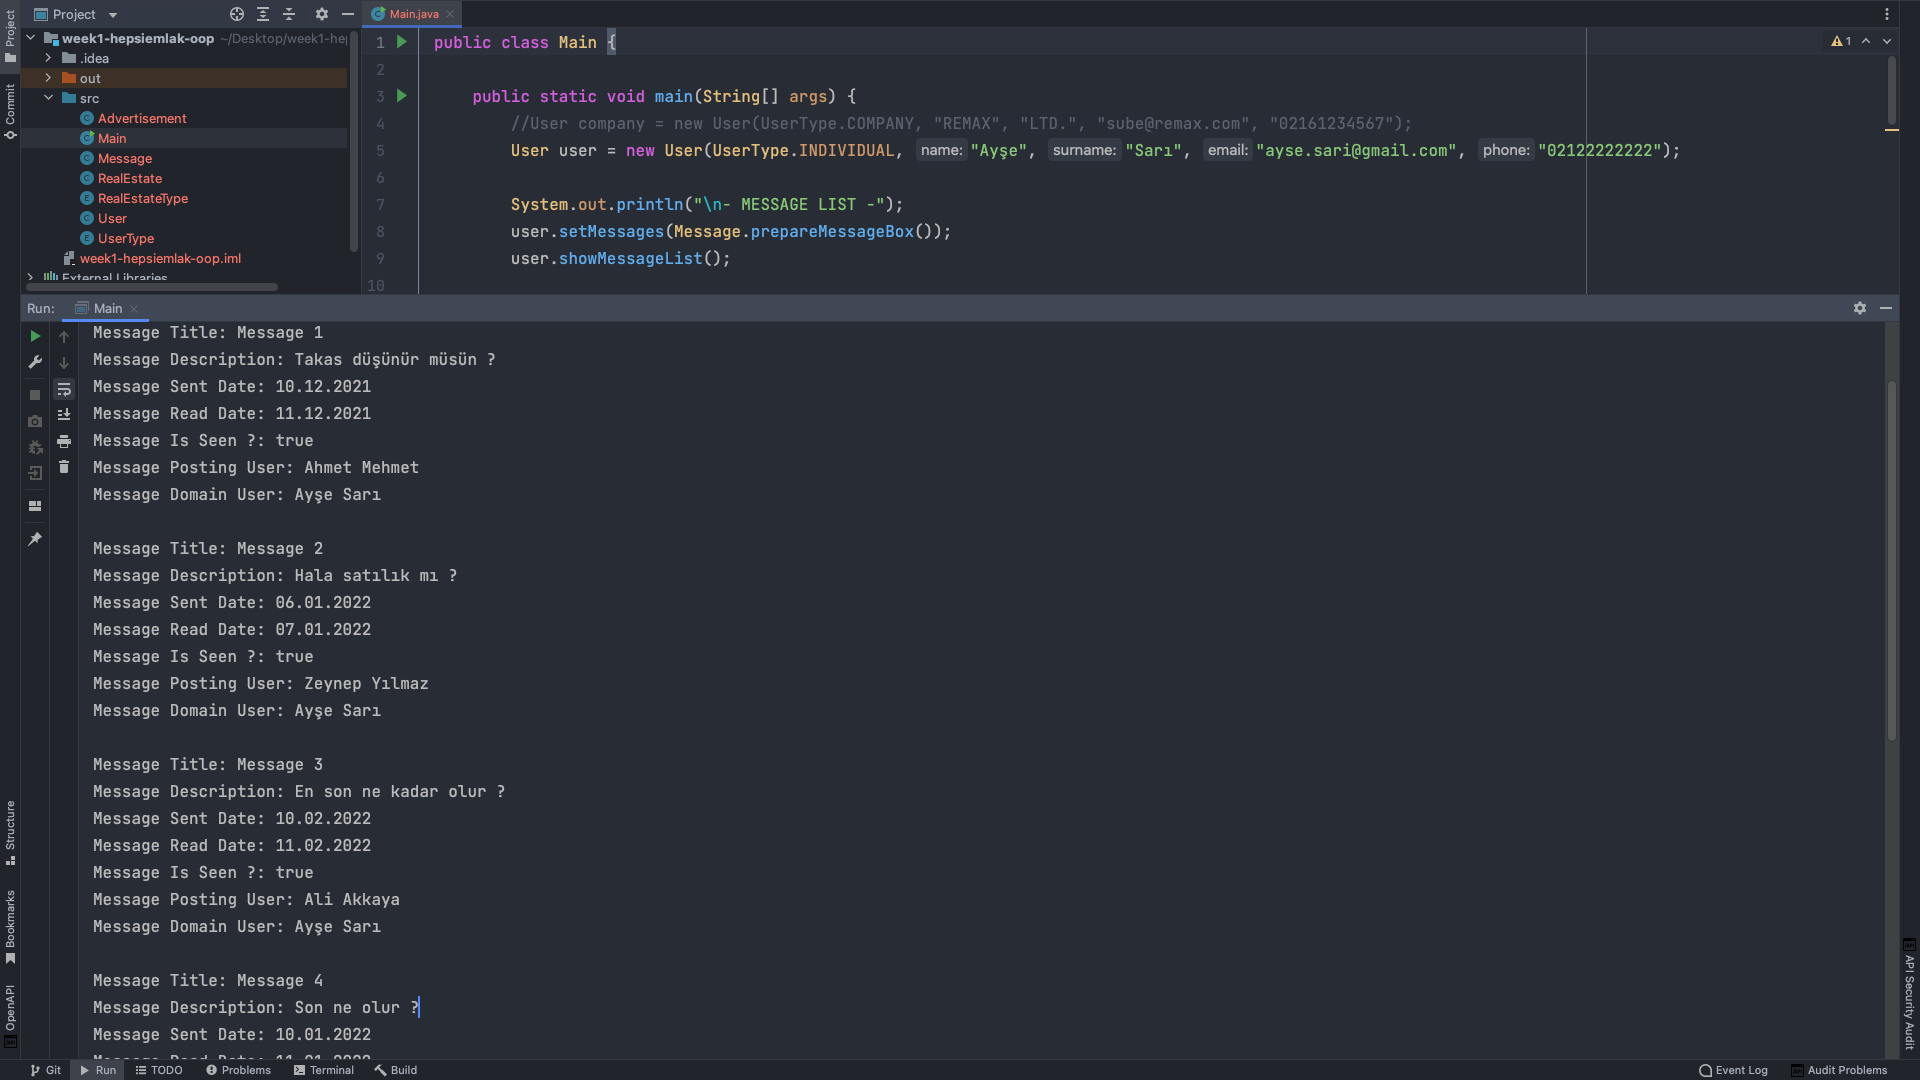 Project
Main.java
week1-hepsiemlak-oop ~/Desktop/week1-hep
.idea
out
src
Advertisement
Main
Message
RealEstate
RealEstateType
User
UserType
week1-hepsiemlak-oop.iml
External Libraries
1 public class Main {
2
3 public static void main(String[] args) {
4 //User company = new User(UserType.COMPANY, "REMAX", "LTD.", "sube@remax.com", "02161234567");
5 User user = new User(UserType.INDIVIDUAL, name: "Ayşe", surname: "Sarı", email: "ayse.sari@gmail.com", phone: "02122222222");
6
7 System.out.println("\n- MESSAGE LIST -");
8 user.setMessages(Message.prepareMessageBox());
9 user.showMessageList();
10
1
Run: Main
Message Title: Message 1
Message Description: Takas düşünür müsün ?
Message Sent Date: 10.12.2021
Message Read Date: 11.12.2021
Message Is Seen ?: true
Message Posting User: Ahmet Mehmet
Message Domain User: Ayşe Sarı
Message Title: Message 2
Message Description: Hala satılık mı ?
Message Sent Date: 06.01.2022
Message Read Date: 07.01.2022
Message Is Seen ?: true
Message Posting User: Zeynep Yılmaz
Message Domain User: Ayşe Sarı
Message Title: Message 3
Message Description: En son ne kadar olur ?
Message Sent Date: 10.02.2022
Message Read Date: 11.02.2022
Message Is Seen ?: true
Message Posting User: Ali Akkaya
Message Domain User: Ayşe Sarı
Message Title: Message 4
Message Description: Son ne olur ?
Message Sent Date: 10.01.2022
Message Read Date: 11.01.2022
Project
Commit
Structure
Bookmarks
OpenAPI
API Security Audit
Git Run TODO Problems Terminal Build
Event Log Audit Problems